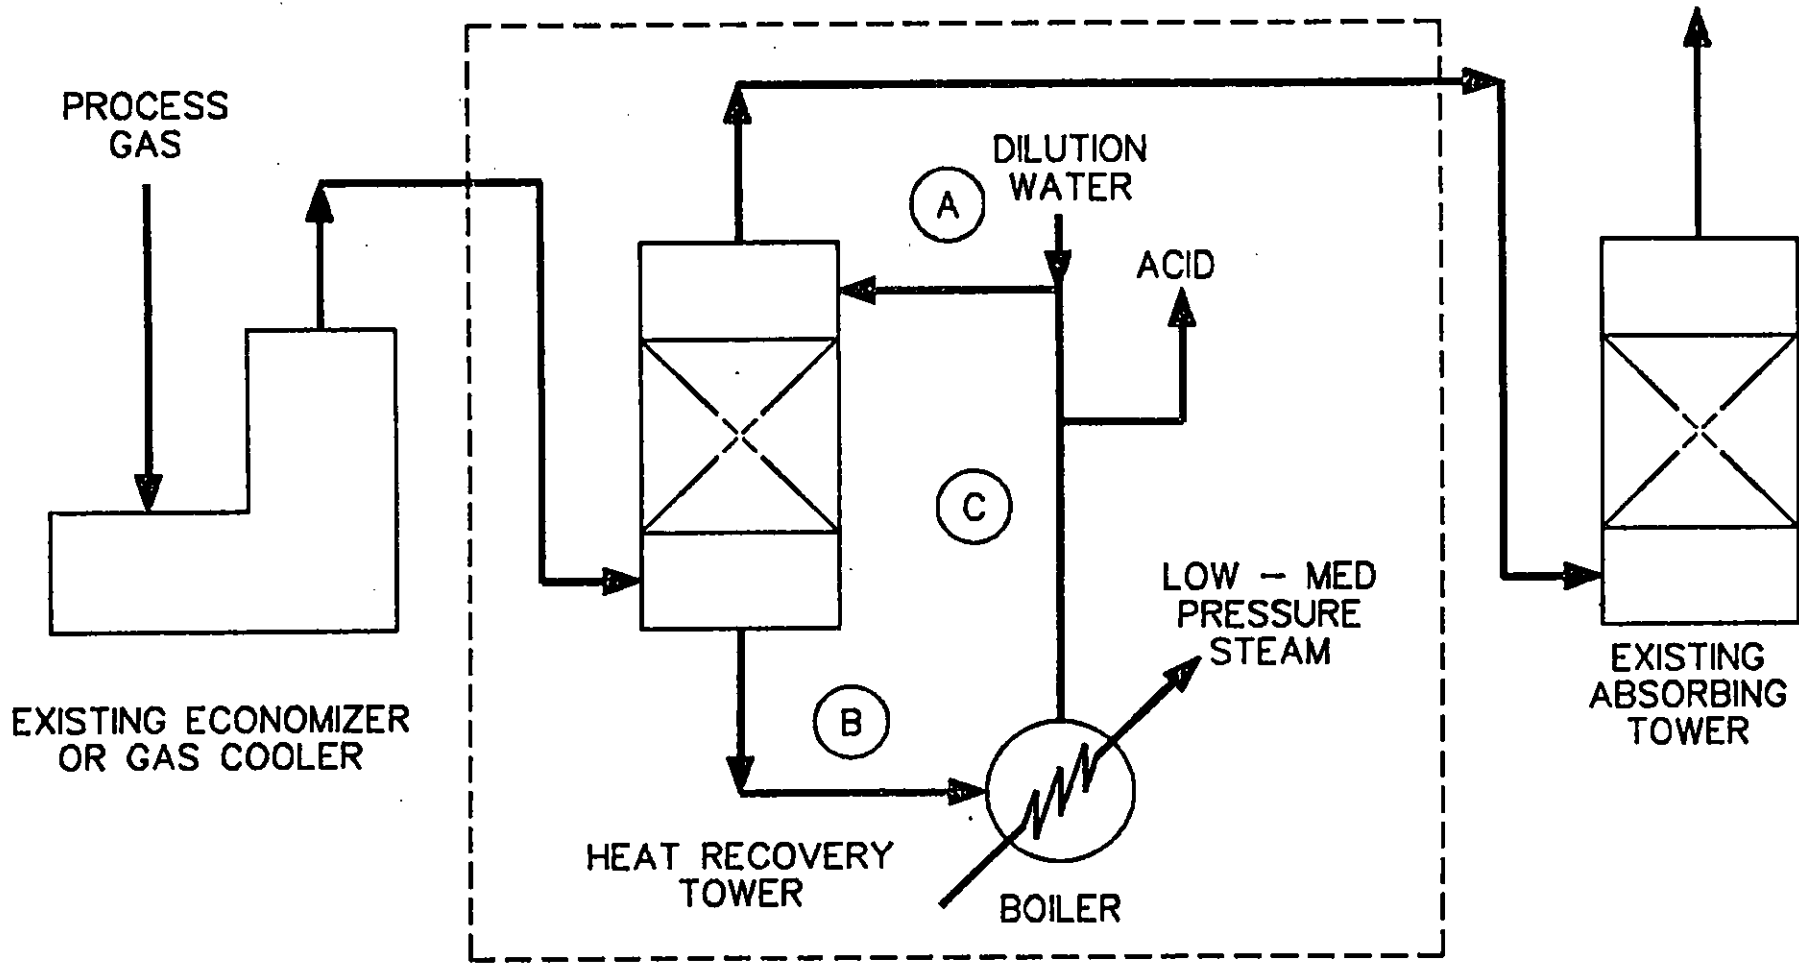 PROCESS
GAS
DILUTION
WATER
A
ACID
C
LOW - MED
PRESSURE
STEAM
EXISTING
ABSORBING
TOWER
EXISTING ECONOMIZER
OR GAS COOLER
B
HEAT RECOVERY
TOWER
BOILER